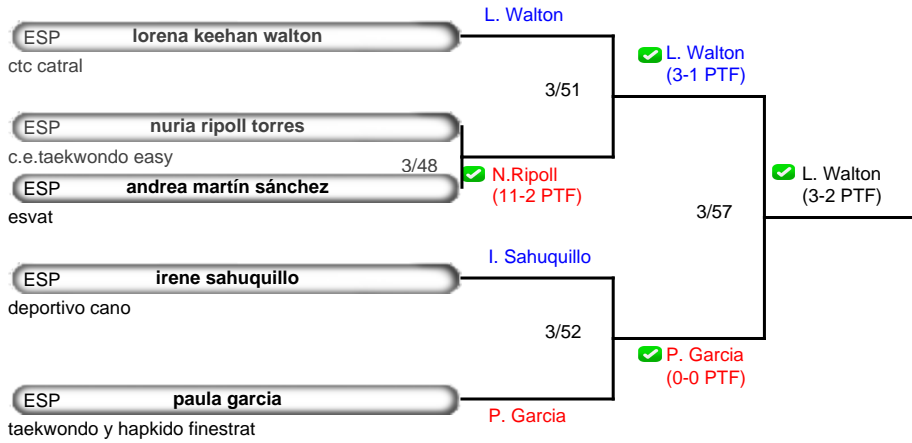 L. Walton
ESP lorena keehan walton
ctc catral
L. Walton
(3-1 PTF)
3/51
ESP nuria ripoll torres
c.e.taekwondo easy
3/48
N.Ripoll
(11-2 PTF)
ESP andrea martín sánchez
esvat
L. Walton
(3-2 PTF)
3/57
I. Sahuquillo
ESP irene sahuquillo
deportivo cano
3/52
P. Garcia
(0-0 PTF)
ESP paula garcia
P. Garcia
taekwondo y hapkido finestrat